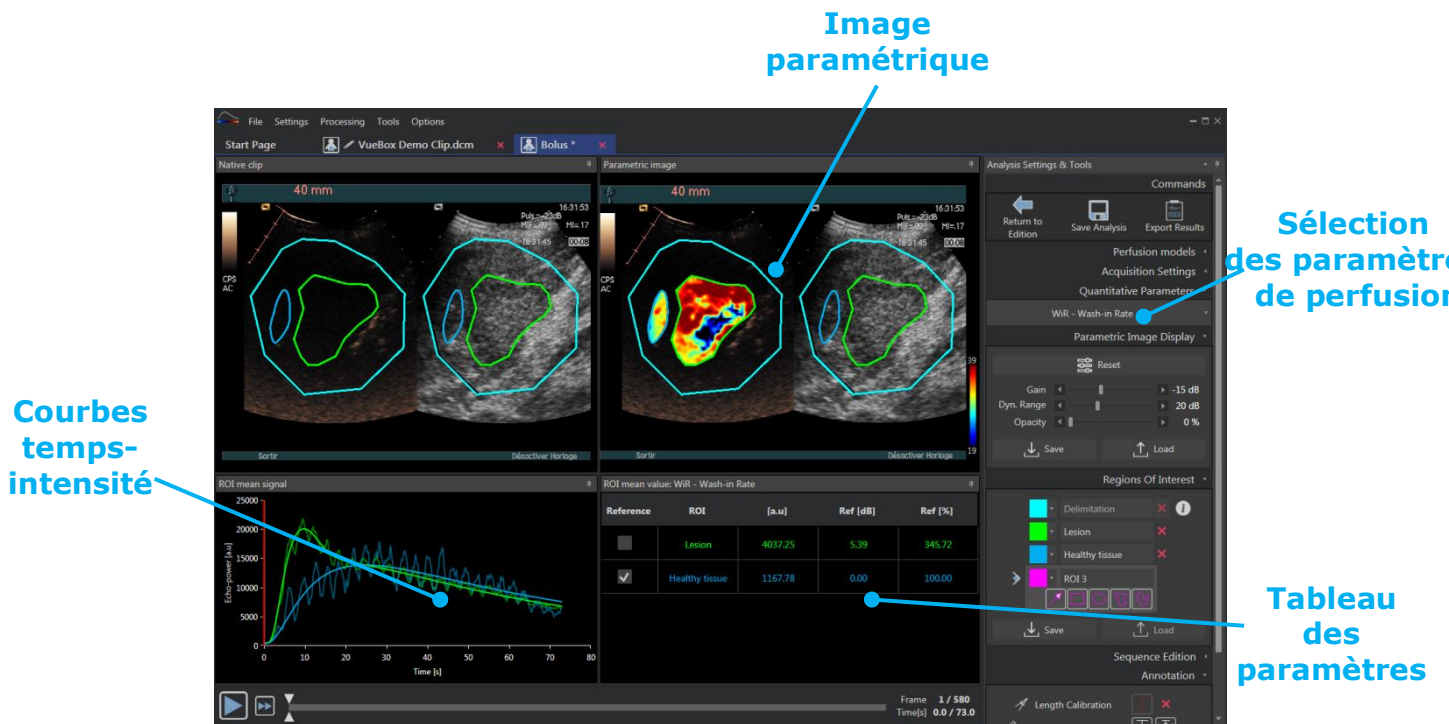 Image
paramétrique
File Settings Processing Tools Options
Start Page VueBox Demo Clip.dcm Bolus *
Native clip
40 mm
16:31:53
CPS
AC
00:08
Sortir Désactiver Horloge
Parametric image
40 mm
16:31:53
CPS
AC
00:08
39
19
Sortir Désactiver Horloge
Analysis Settings & Tools
Commands
Return to
Edition
Save Analysis
Export Results
Perfusion models
Acquisition Settings
Quantitative Parameters
WiR - Wash-in Rate
Parametric Image Display
Reset
Gain -15 dB
Dyn. Range 20 dB
Opacity 0 %
Save Load
Regions Of Interest
Delimitation
Lesion
Healthy tissue
ROI 3
Save Load
Sequence Edition
Annotation
Length Calibration
Sélection
des paramètre
de perfusion
Courbes
temps-
intensité
ROI mean signal
Echo-power [a.u]
25000
20000
15000
10000
5000
0
0 10 20 30 40 50 60 70 80
Time [s]
ROI mean value: WiR - Wash-in Rate
Reference ROI [a.u] Ref [dB] Ref [%]
Lesion 4037.25 5.39 345.72
Healthy tissue 1167.78 0.00 100.00
Tableau
des
paramètres
Frame 1 / 580
Time[s] 0.0 / 73.0